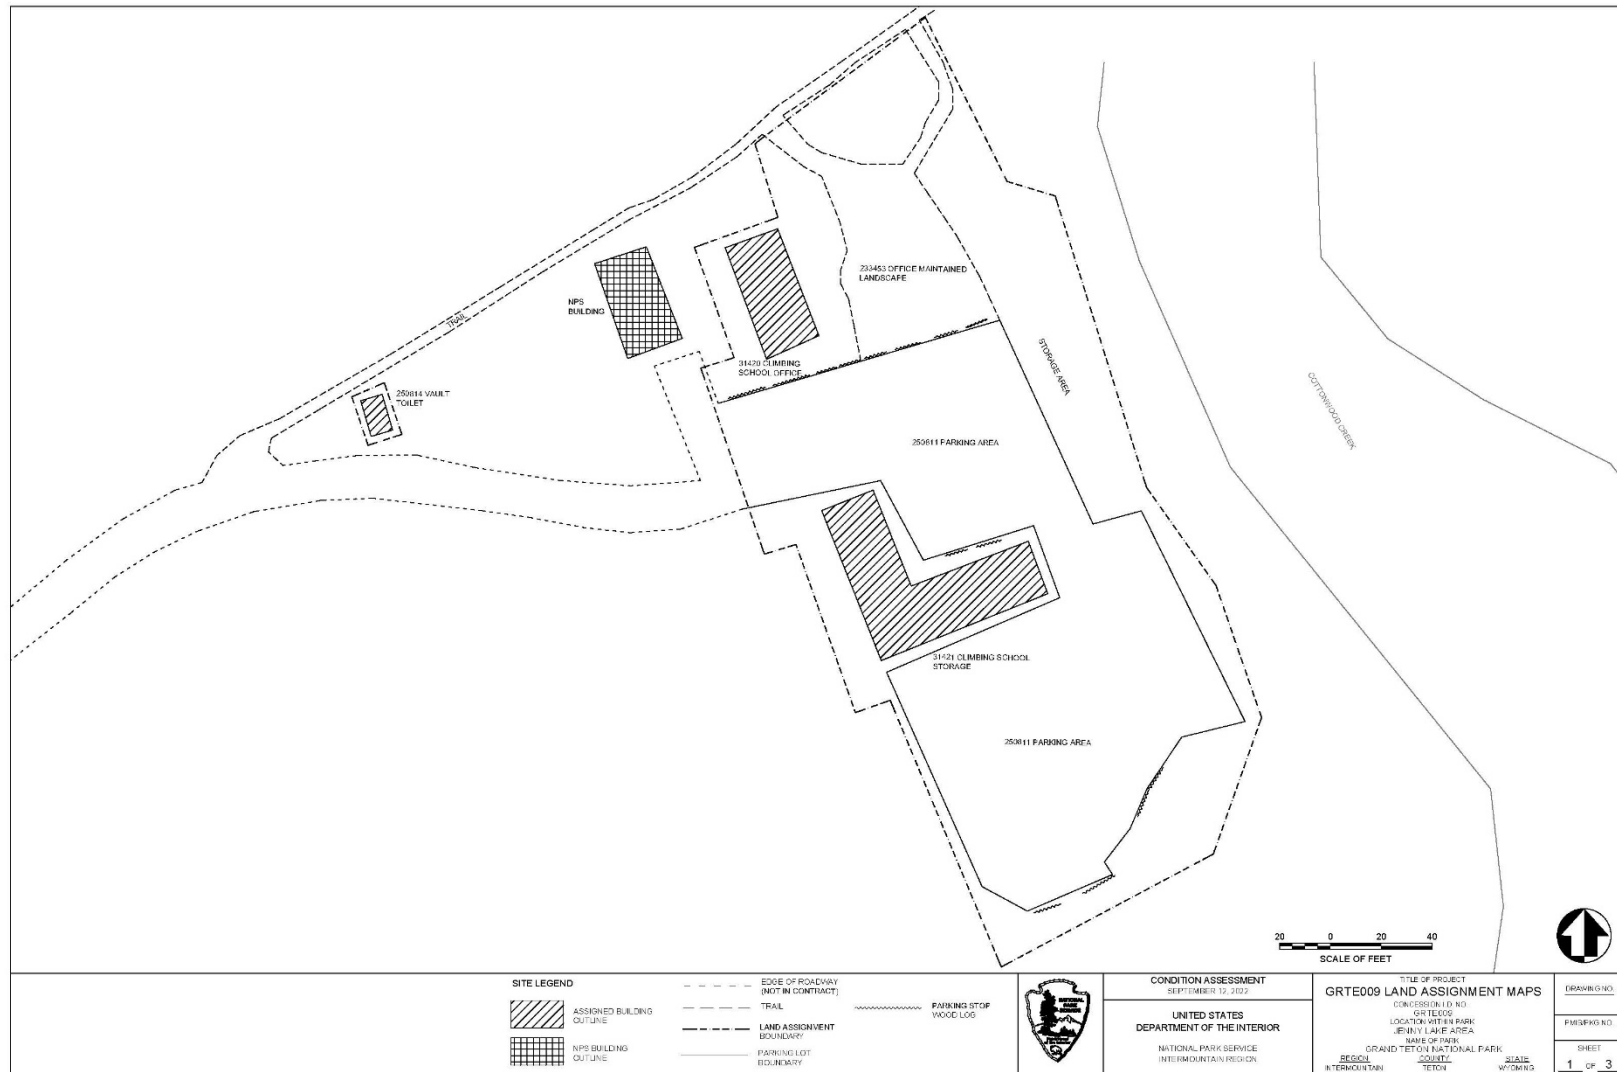 NPS
BUILDING
TRAIL
250814 VAULT
TOILET
31420 CLIMBING
SCHOOL OFFICE
233453 OFFICE MAINTAINED
LANDSCAPE
STORAGE AREA
COTTONWOOD CREEK
250811 PARKING AREA
31421 CLIMBING SCHOOL
STORAGE
250811 PARKING AREA
20 0 20 40
SCALE OF FEET
SITE LEGEND
ASSIGNED BUILDING
OUTLINE
NPS BUILDING
OUTLINE
EDGE OF ROADWAY
(NOT IN CONTRACT)
TRAIL
LAND ASSIGNMENT
BOUNDARY
PARKING LOT
BOUNDARY
PARKING STOP
WOOD LOG
NATIONAL
PARK
SERVICE
CONDITION ASSESSMENT
SEPTEMBER 12, 2022
UNITED STATES
DEPARTMENT OF THE INTERIOR
NATIONAL PARK SERVICE
INTERMOUNTAIN REGION
TITLE OF PROJECT
GRTE009 LAND ASSIGNMENT MAPS
CONCESSION I.D. NO.
GRTE009
LOCATION WITHIN PARK
JENNY LAKE AREA
NAME OF PARK
GRAND TETON NATIONAL PARK
REGION COUNTY STATE
INTERMOUNTAIN TETON WYOMING
DRAWING NO.
PMIS/PKG NO.
SHEET
1 OF 3